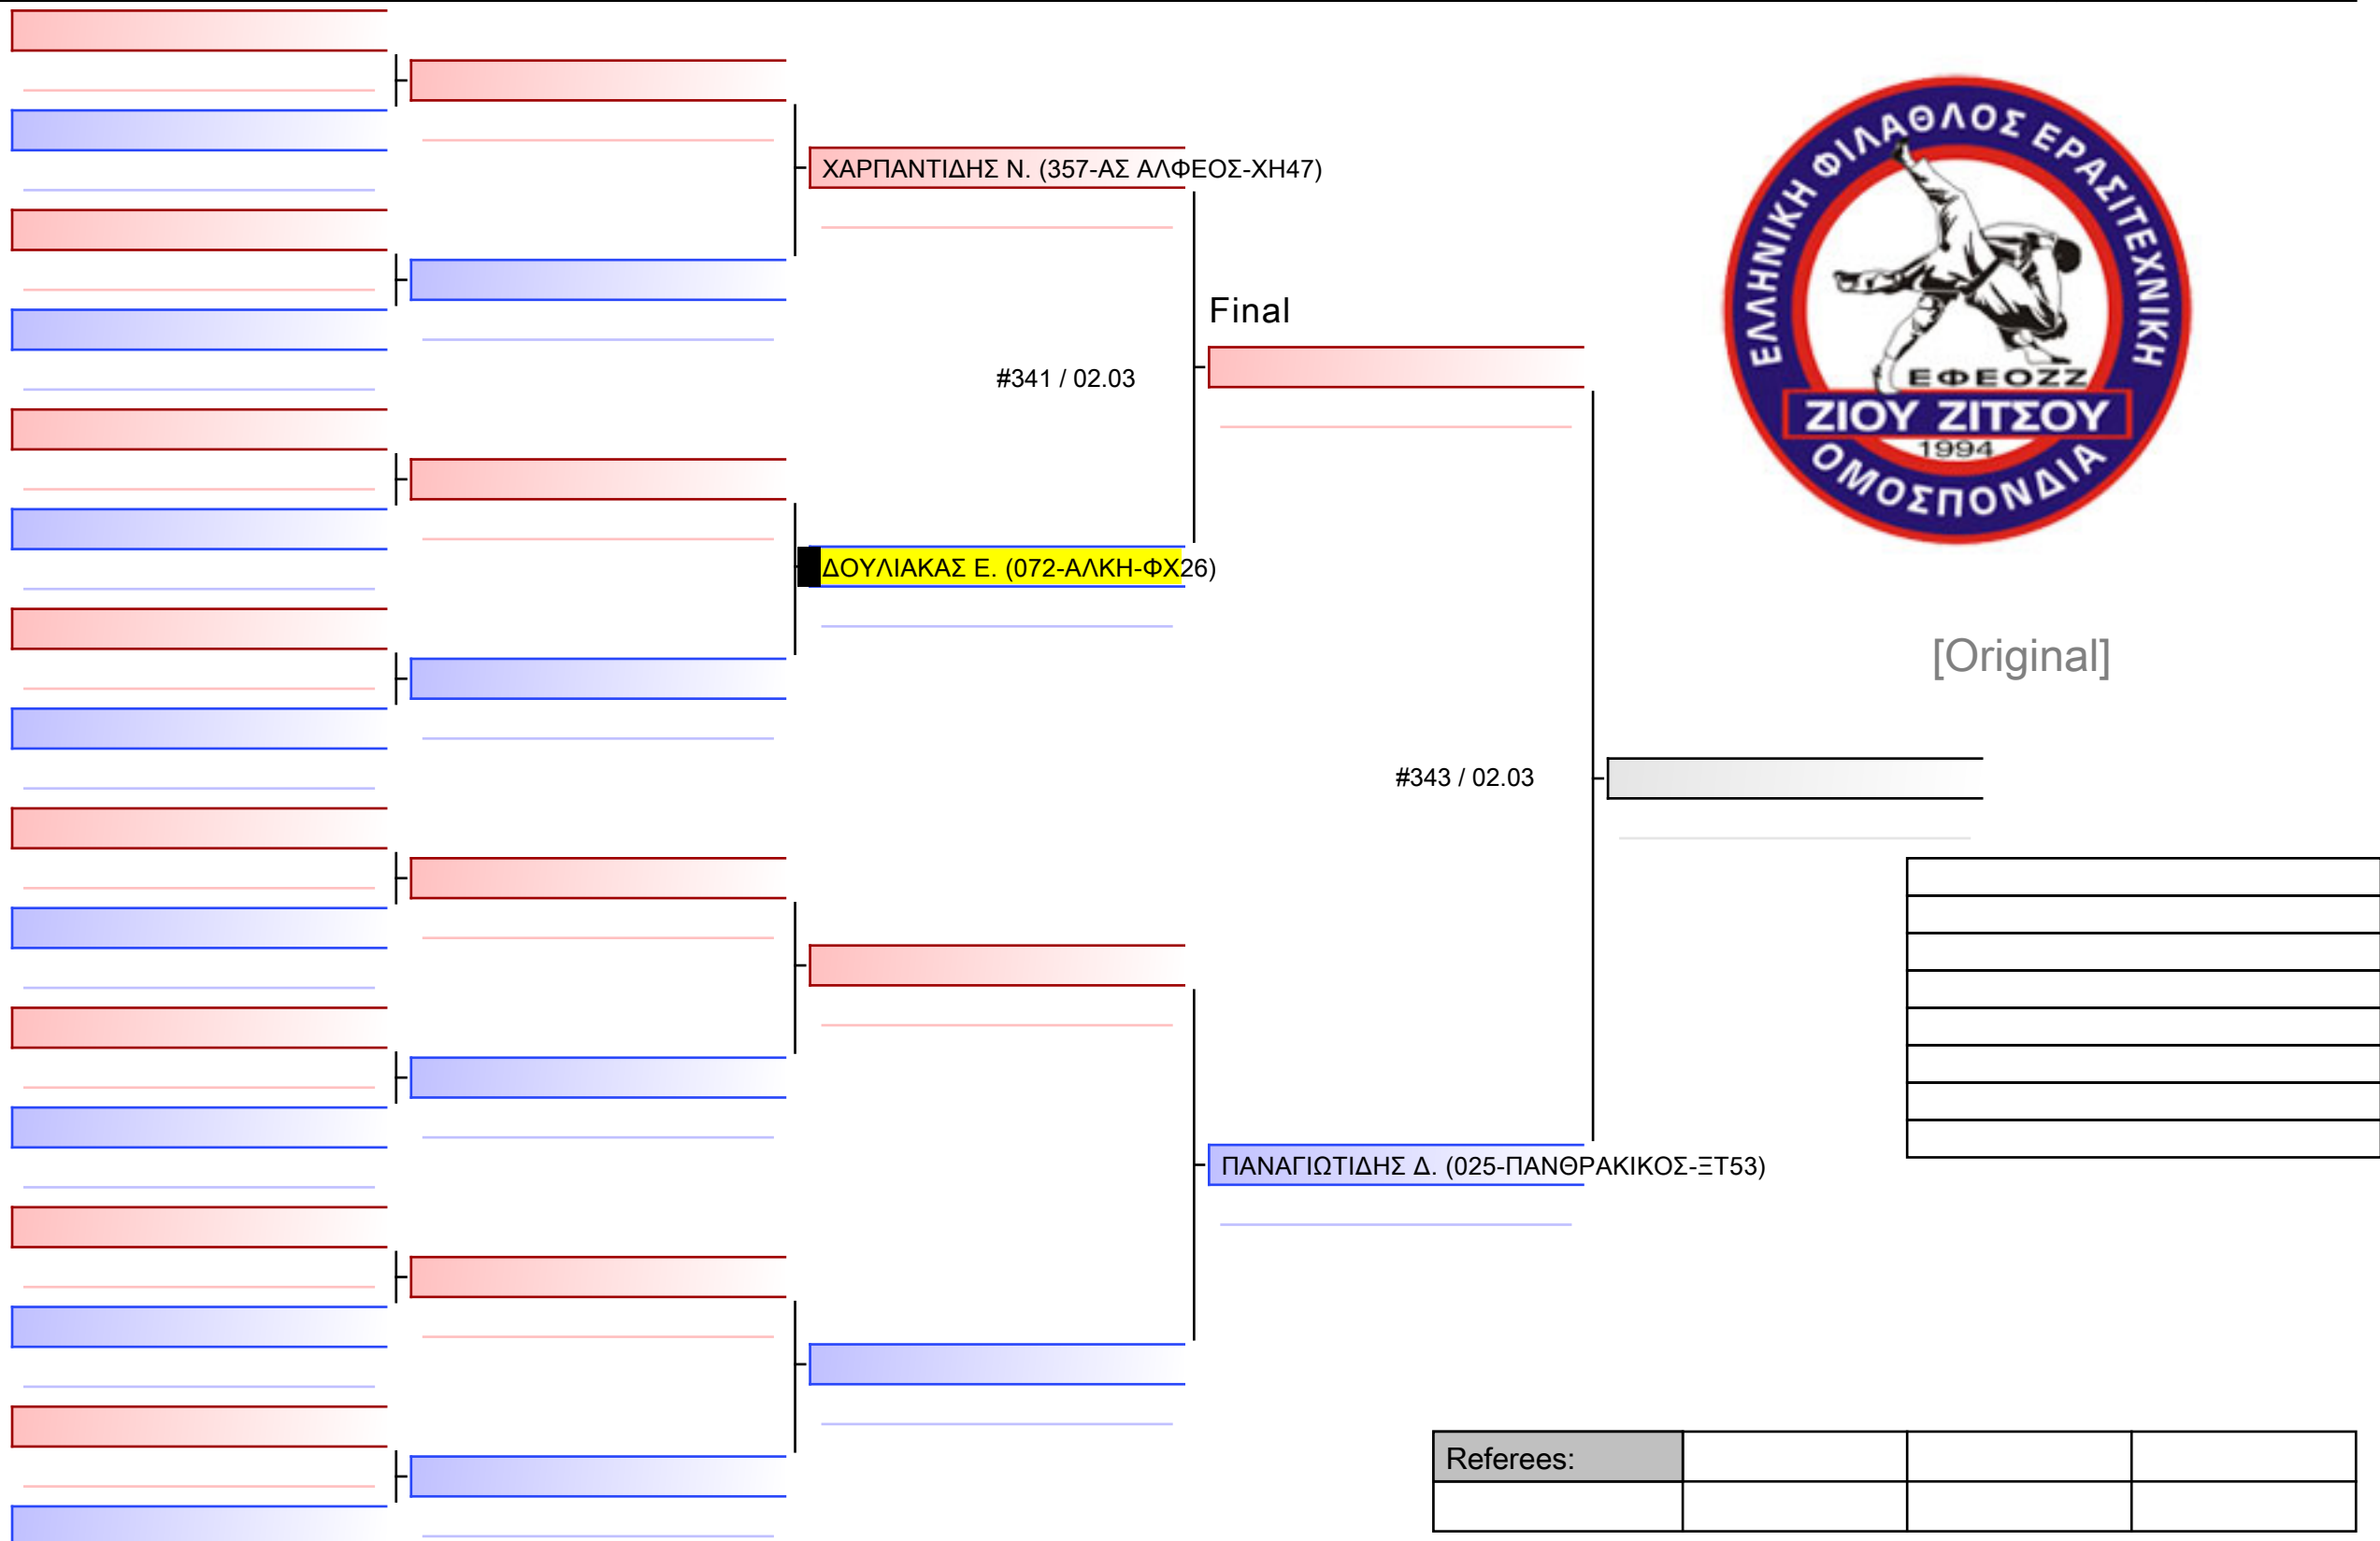 ΧΑΡΠΑΝΤΙΔΗΣ Ν. (357-ΑΣ ΑΛΦΕΟΣ-ΧΗ47)
Final
#341 / 02.03
ΔΟΥΛΙΑΚΑΣ Ε. (072-ΑΛΚΗ-ΦΧ26)
ΕΛΛΗΝΙΚΗ ΦΙΛΑΘΛΟΣ ΕΡΑΣΙΤΕΧΝΙΚΗ
ΕΦΕΟΖΖ
ΖΙΟΥ ΖΙΤΣΟΥ
1994
ΟΜΟΣΠΟΝΔΙΑ
[Original]
#343 / 02.03
ΠΑΝΑΓΙΩΤΙΔΗΣ Δ. (025-ΠΑΝΘΡΑΚΙΚΟΣ-ΞΤ53)
Referees: